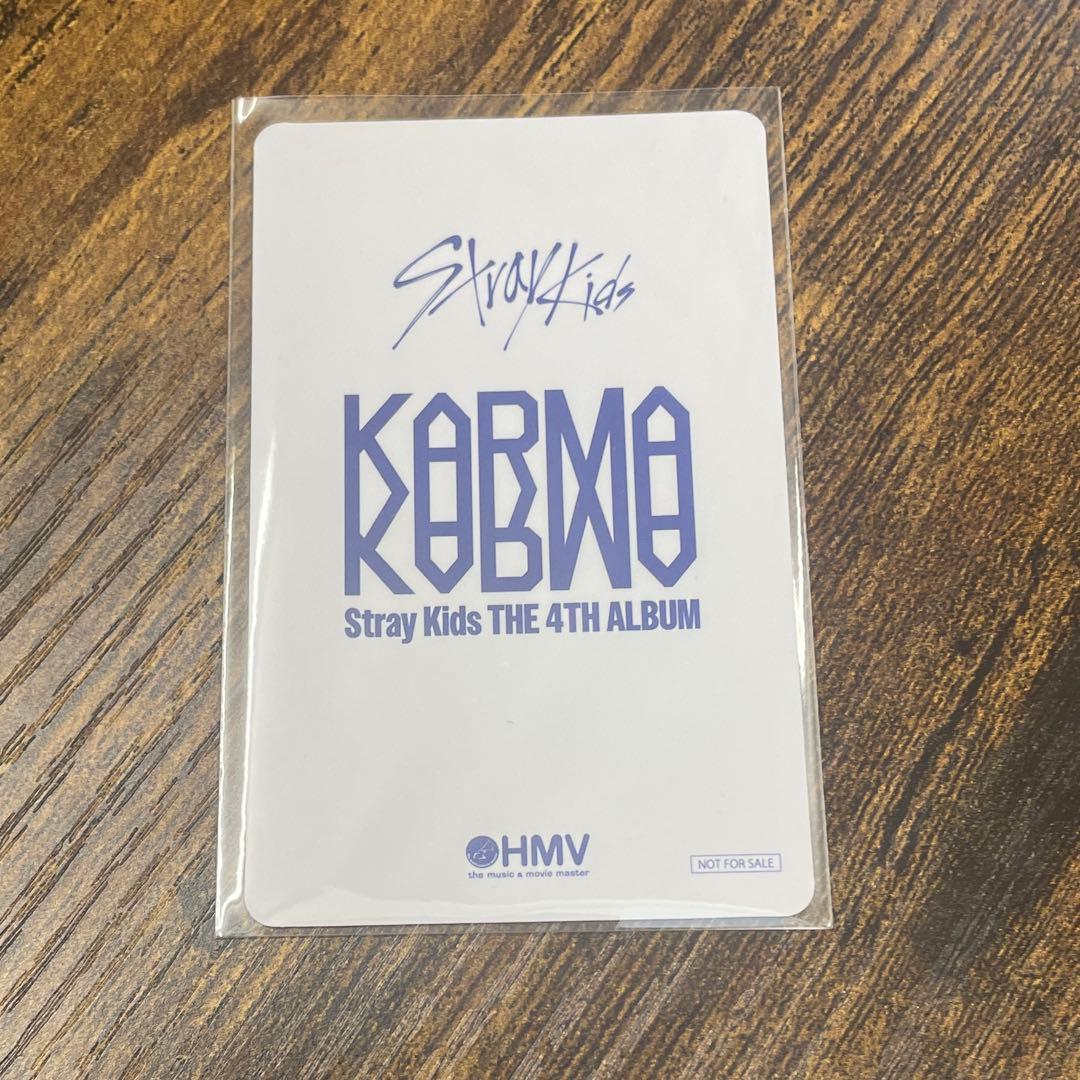 Stray Kids
KARMA
Stray Kids THE 4TH ALBUM
HMV
the music & movie master
NOT FOR SALE